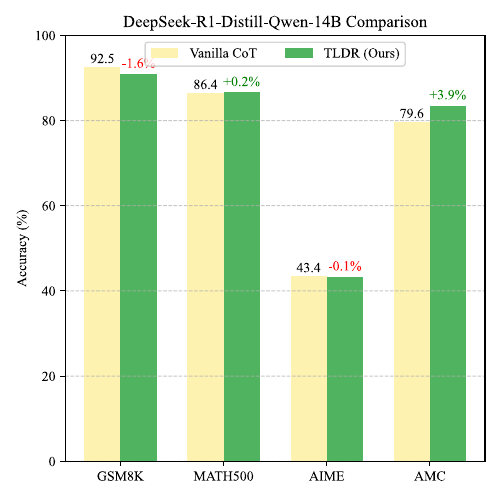 DeepSeek-R1-Distill-Qwen-14B Comparison
Vanilla CoT
TLDR (Ours)
92.5
-1.6%
86.4
+0.2%
43.4
-0.1%
79.6
+3.9%
Accuracy (%)
100
80
60
40
20
0
GSM8K
MATH500
AIME
AMC